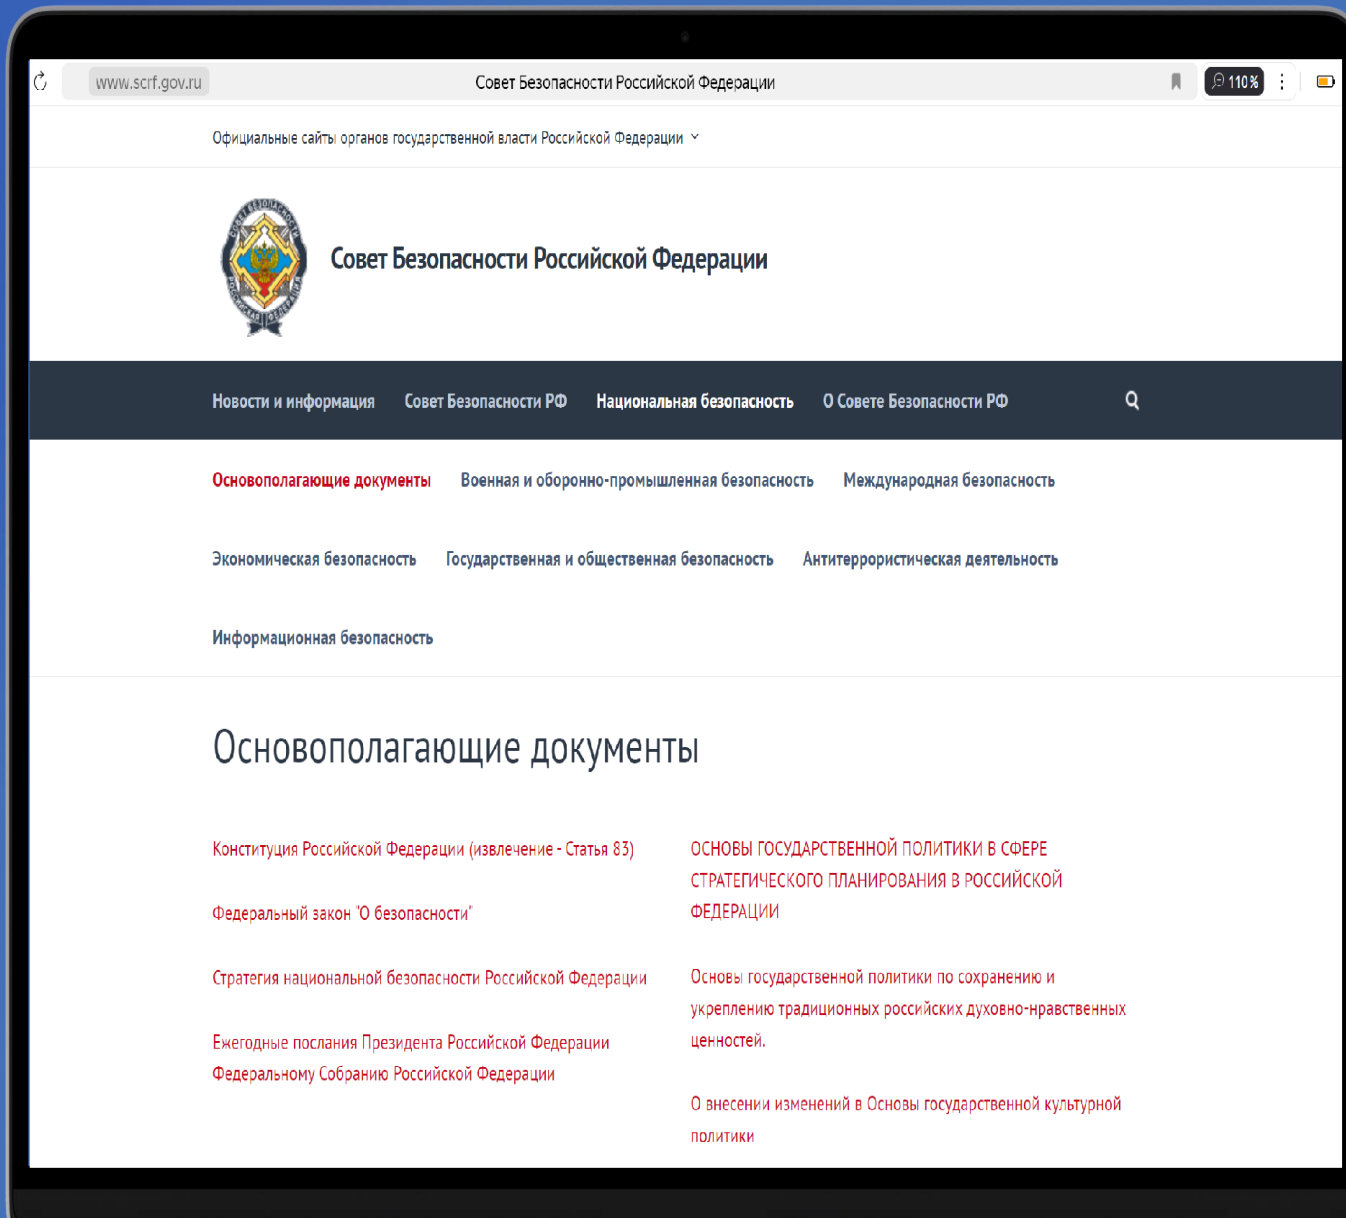 www.scrf.gov.ru
Совет Безопасности Российской Федерации
110%
Официальные сайты органов государственной власти Российской Федерации
СОВЕТ БЕЗОПАСНОСТИ
РОССИЙСКАЯ ФЕДЕРАЦИЯ
Совет Безопасности Российской Федерации
Новости и информация Совет Безопасности РФ Национальная безопасность О Совете Безопасности РФ
Основополагающие документы Военная и оборонно-промышленная безопасность Международная безопасность
Экономическая безопасность Государственная и общественная безопасность Антитеррористическая деятельность
Информационная безопасность
Основополагающие документы
Конституция Российской Федерации (извлечение - Статья 83)
Федеральный закон "О безопасности"
Стратегия национальной безопасности Российской Федерации
Ежегодные послания Президента Российской Федерации
Федеральному Собранию Российской Федерации
ОСНОВЫ ГОСУДАРСТВЕННОЙ ПОЛИТИКИ В СФЕРЕ
СТРАТЕГИЧЕСКОГО ПЛАНИРОВАНИЯ В РОССИЙСКОЙ
ФЕДЕРАЦИИ
Основы государственной политики по сохранению и
укреплению традиционных российских духовно-нравственных
ценностей.
О внесении изменений в Основы государственной культурной
политики